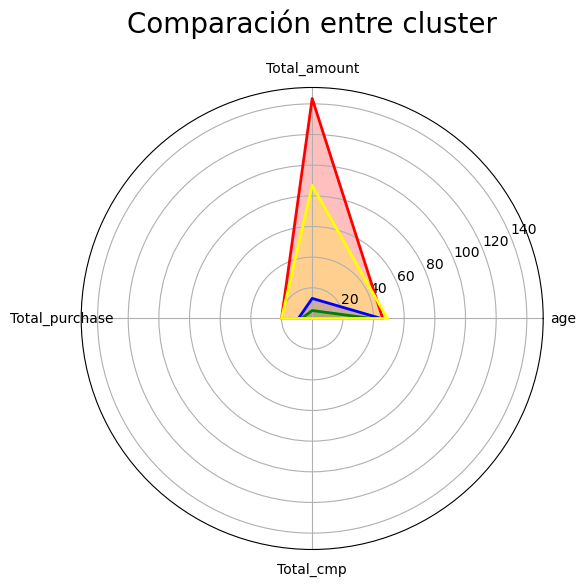 Comparación entre cluster
Total_amount
140
120
100
80
60
40
20
Total_purchase
age
Total_cmp